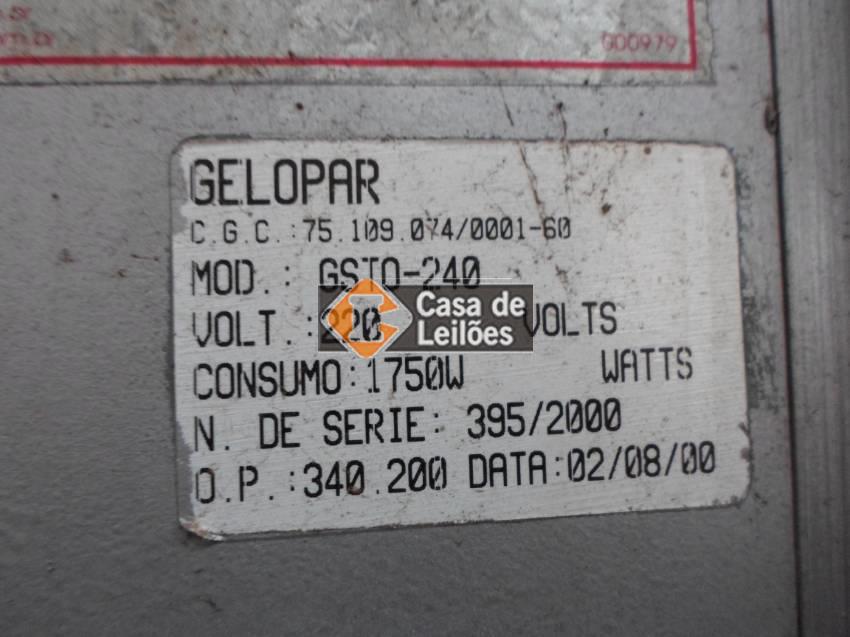 000979
GELOPAR
C.G.C.:75.109.074/0001-60
MOD.: GSTO-240
VOLT.:220 VOLTS
Casa de
Leilões
CONSUMO:1750W WATTS
N. DE SERIE: 395/2000
O.P.:340.200 DATA:02/08/00